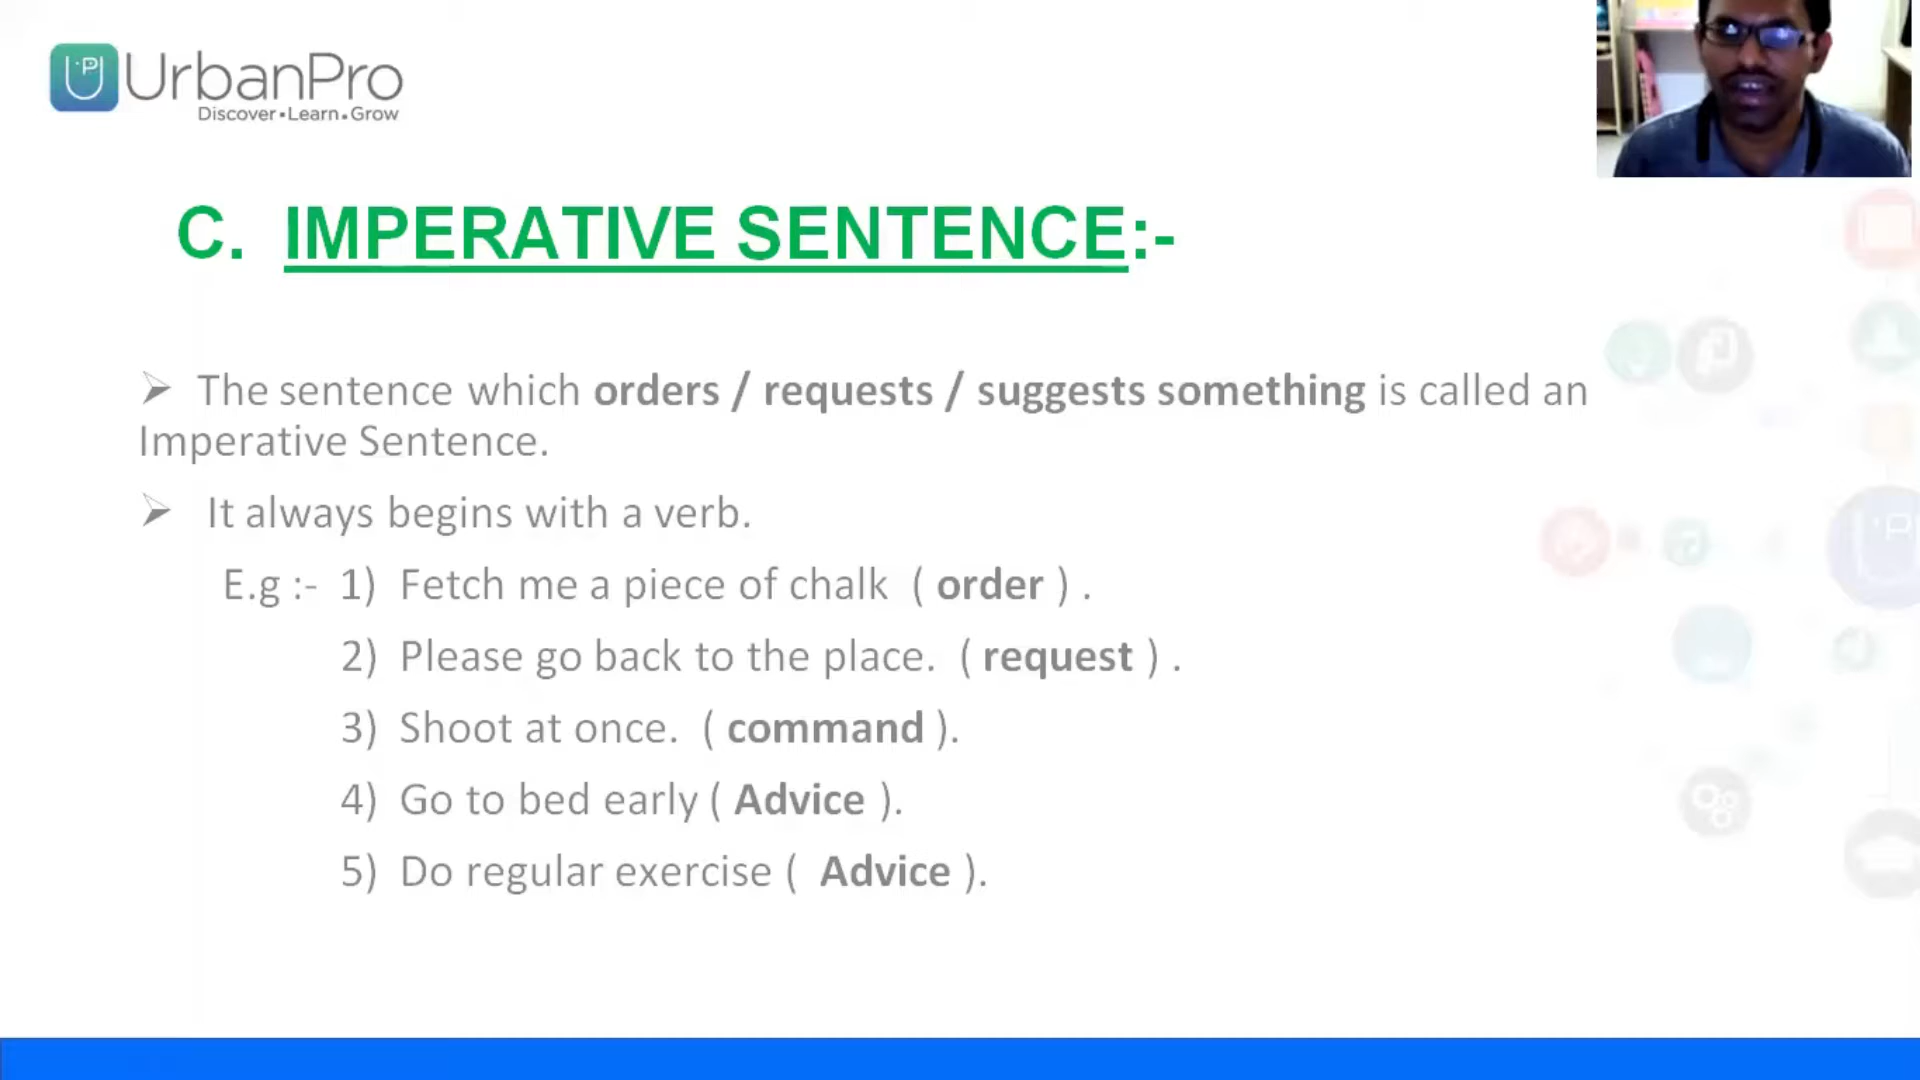 UrbanPro
Discover•Learn•Grow
C. IMPERATIVE SENTENCE:-
➢ The sentence which orders / requests / suggests something is called an
Imperative Sentence.
➢ It always begins with a verb.
E.g :- 1) Fetch me a piece of chalk ( order ) .
2) Please go back to the place. ( request ) .
3) Shoot at once. ( command ).
4) Go to bed early ( Advice ).
5) Do regular exercise ( Advice ).